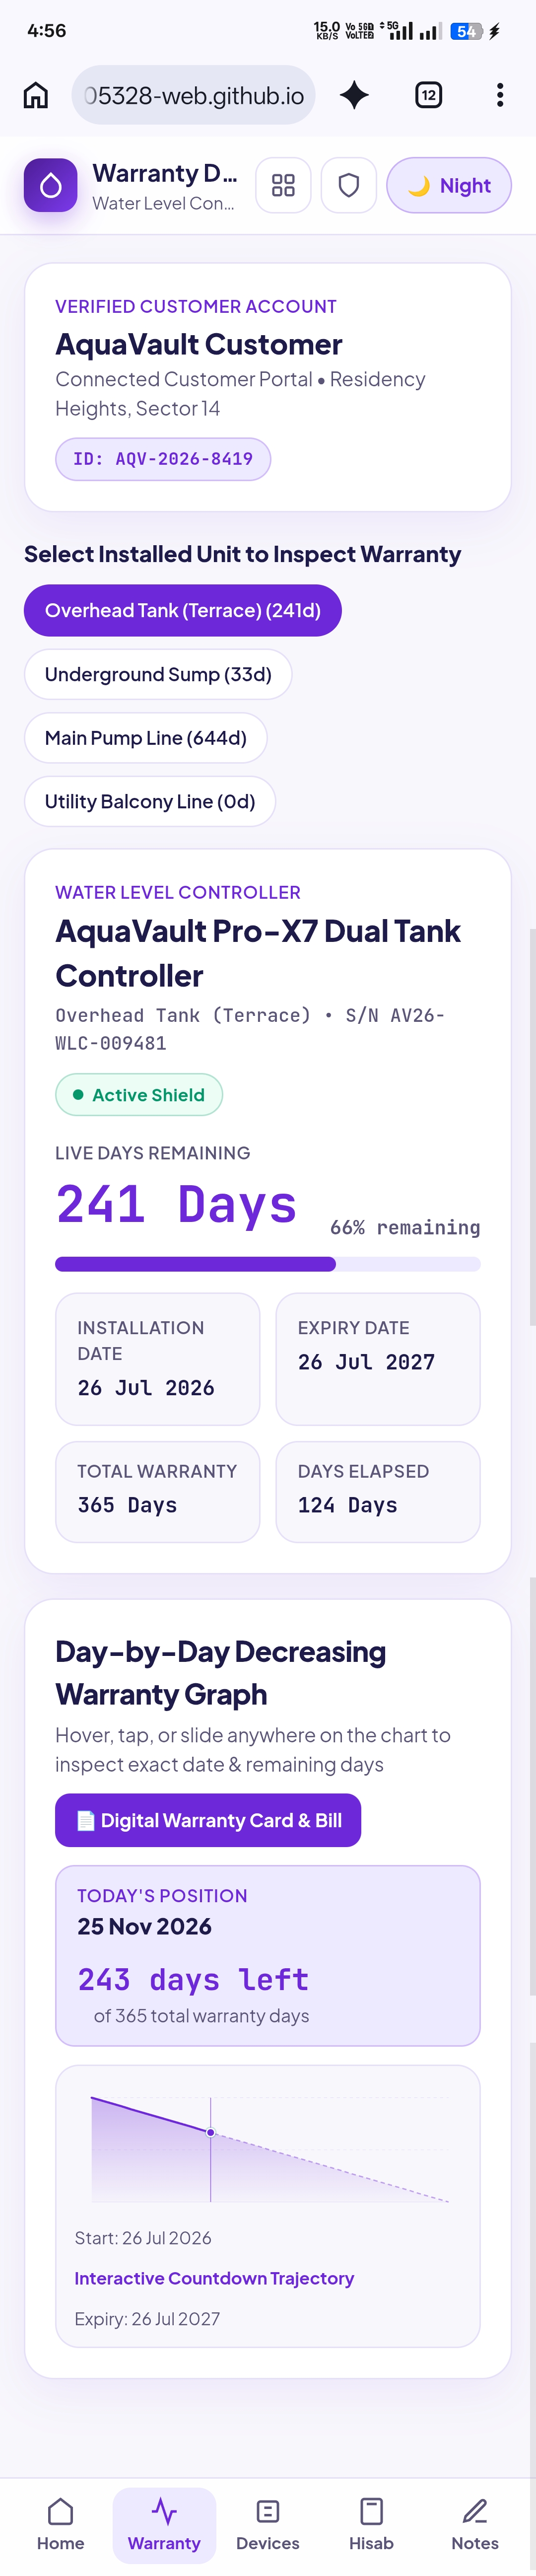 4:56
15.0 KB/S
Vo LTE
5G VoLTE 2
5G
54
05328-web.github.io
12
Warranty D...
Water Level Con...
🌙 Night
VERIFIED CUSTOMER ACCOUNT
AquaVault Customer
Connected Customer Portal • Residency
Heights, Sector 14
ID: AQV-2026-8419
Select Installed Unit to Inspect Warranty
Overhead Tank (Terrace) (241d)
Underground Sump (33d)
Main Pump Line (644d)
Utility Balcony Line (0d)
WATER LEVEL CONTROLLER
AquaVault Pro-X7 Dual Tank
Controller
Overhead Tank (Terrace) • S/N AV26-
WLC-009481
Active Shield
LIVE DAYS REMAINING
241 Days
66% remaining
INSTALLATION
DATE
26 Jul 2026
EXPIRY DATE
26 Jul 2027
TOTAL WARRANTY
365 Days
DAYS ELAPSED
124 Days
Day-by-Day Decreasing
Warranty Graph
Hover, tap, or slide anywhere on the chart to
inspect exact date & remaining days
📄 Digital Warranty Card & Bill
TODAY'S POSITION
25 Nov 2026
243 days left
of 365 total warranty days
Start: 26 Jul 2026
Interactive Countdown Trajectory
Expiry: 26 Jul 2027
Home
Warranty
Devices
Hisab
Notes